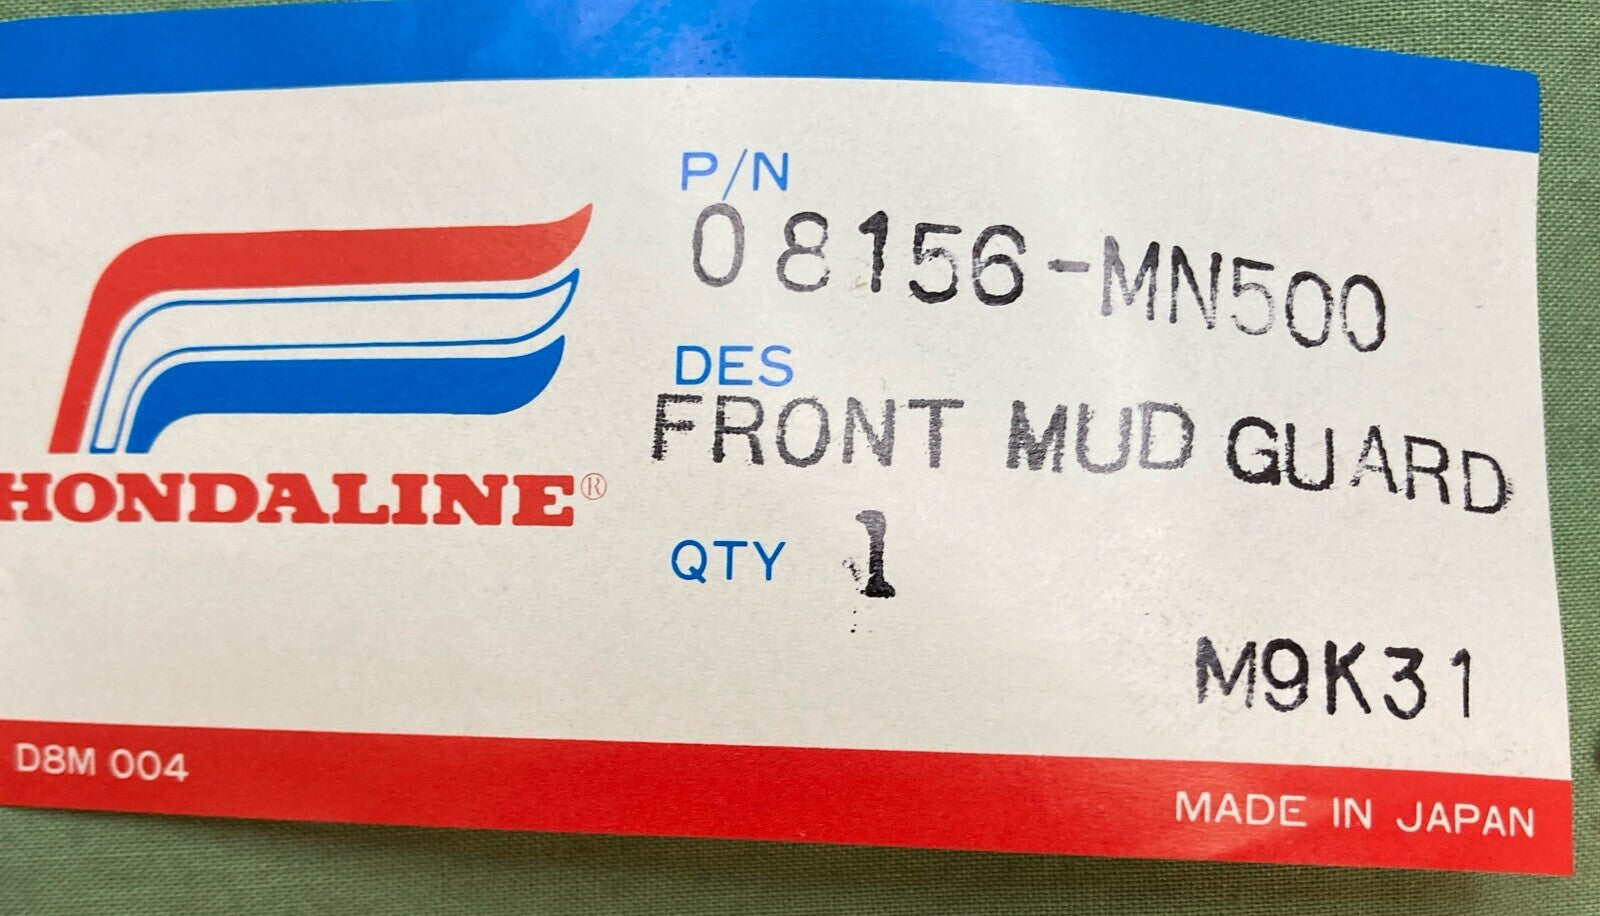 P/N
08156-MN500
DES
FRONT MUD GUARD
HONDALINE®
QTY 1
M9K31
D8M 004
MADE IN JAPAN